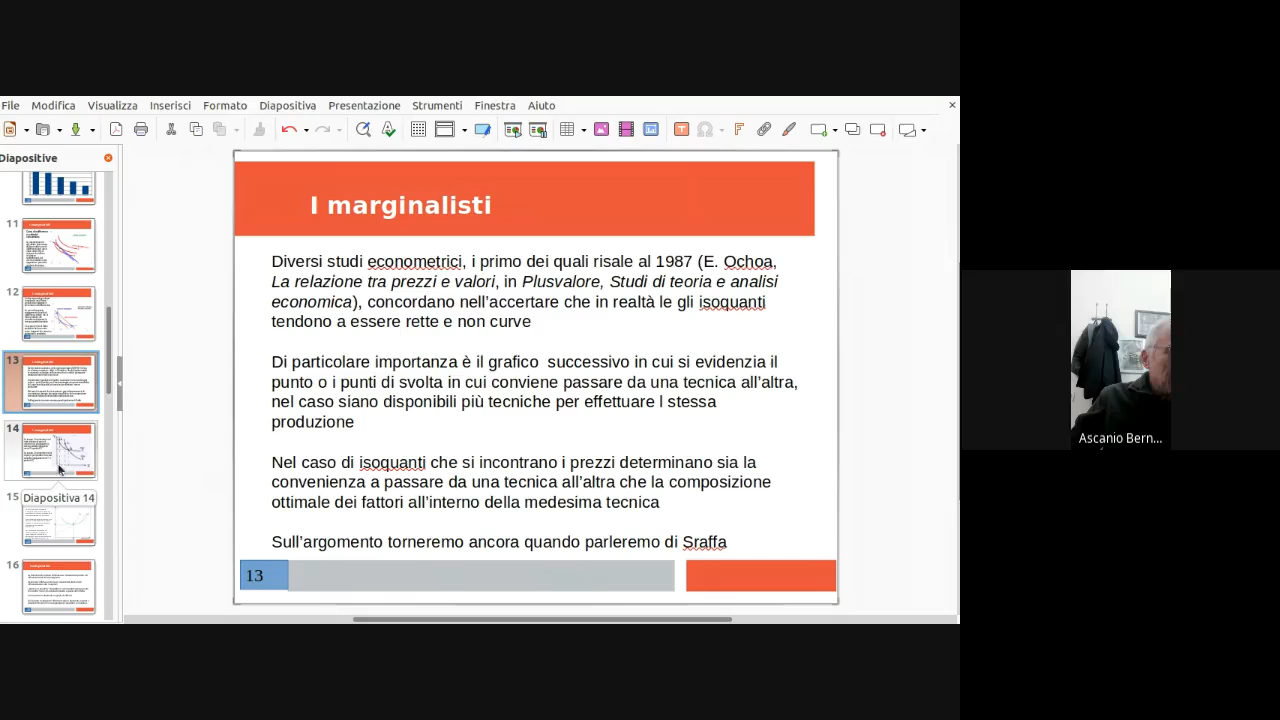 File Modifica Visualizza Inserisci Formato Diapositiva Presentazione Strumenti Finestra Aiuto
Diapositive
11
12
13
14
Diapositiva 14
15
16
I marginalisti
Diversi studi econometrici, il primo dei quali risale al 1987 (E. Ochoa,
La relazione tra prezzi e valori, in Plusvalore, Studi di teoria e analisi
economica), concordano nell'accertare che in realtà le gli isoquanti
tendono a essere rette e non curve
Di particolare importanza è il grafico successivo in cui si evidenzia il
punto o i punti di svolta in cui conviene passare da una tecnica all'altra,
nel caso siano disponibili più tecniche per effettuare l stessa
produzione
Nel caso di isoquanti che si incontrano i prezzi determinano sia la
convenienza a passare da una tecnica all'altra che la composizione
ottimale dei fattori all'interno della medesima tecnica
Sull'argomento torneremo ancora quando parleremo di Sraffa
13
Ascanio Bern...